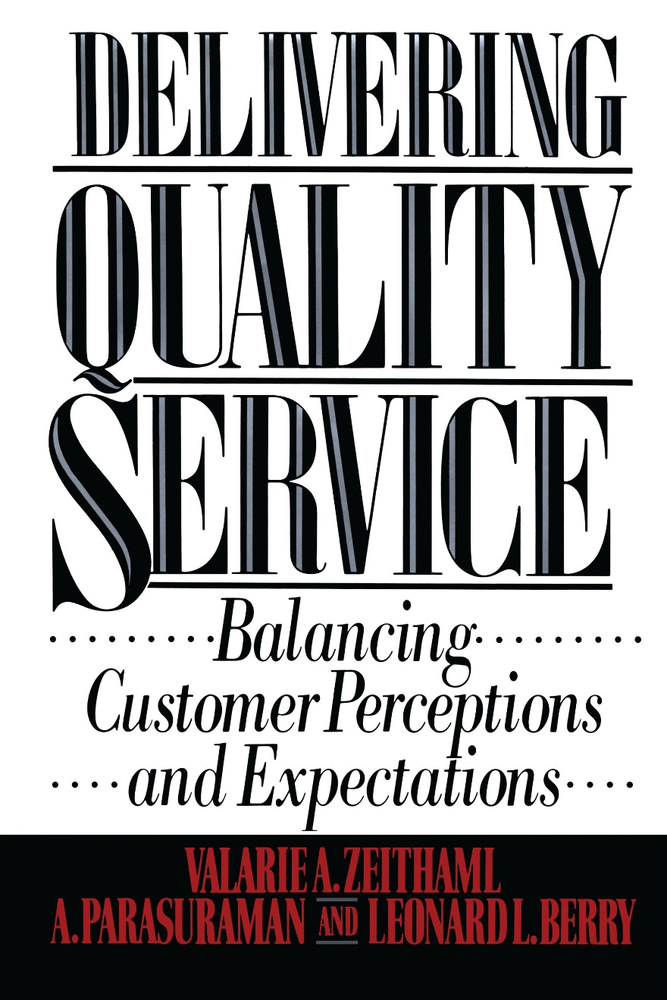 DELIVERING
QUALITY
SERVICE
Balancing
Customer Perceptions
and Expectations
VALARIE A. ZEITHAML
A. PARASURAMAN AND LEONARD L. BERRY